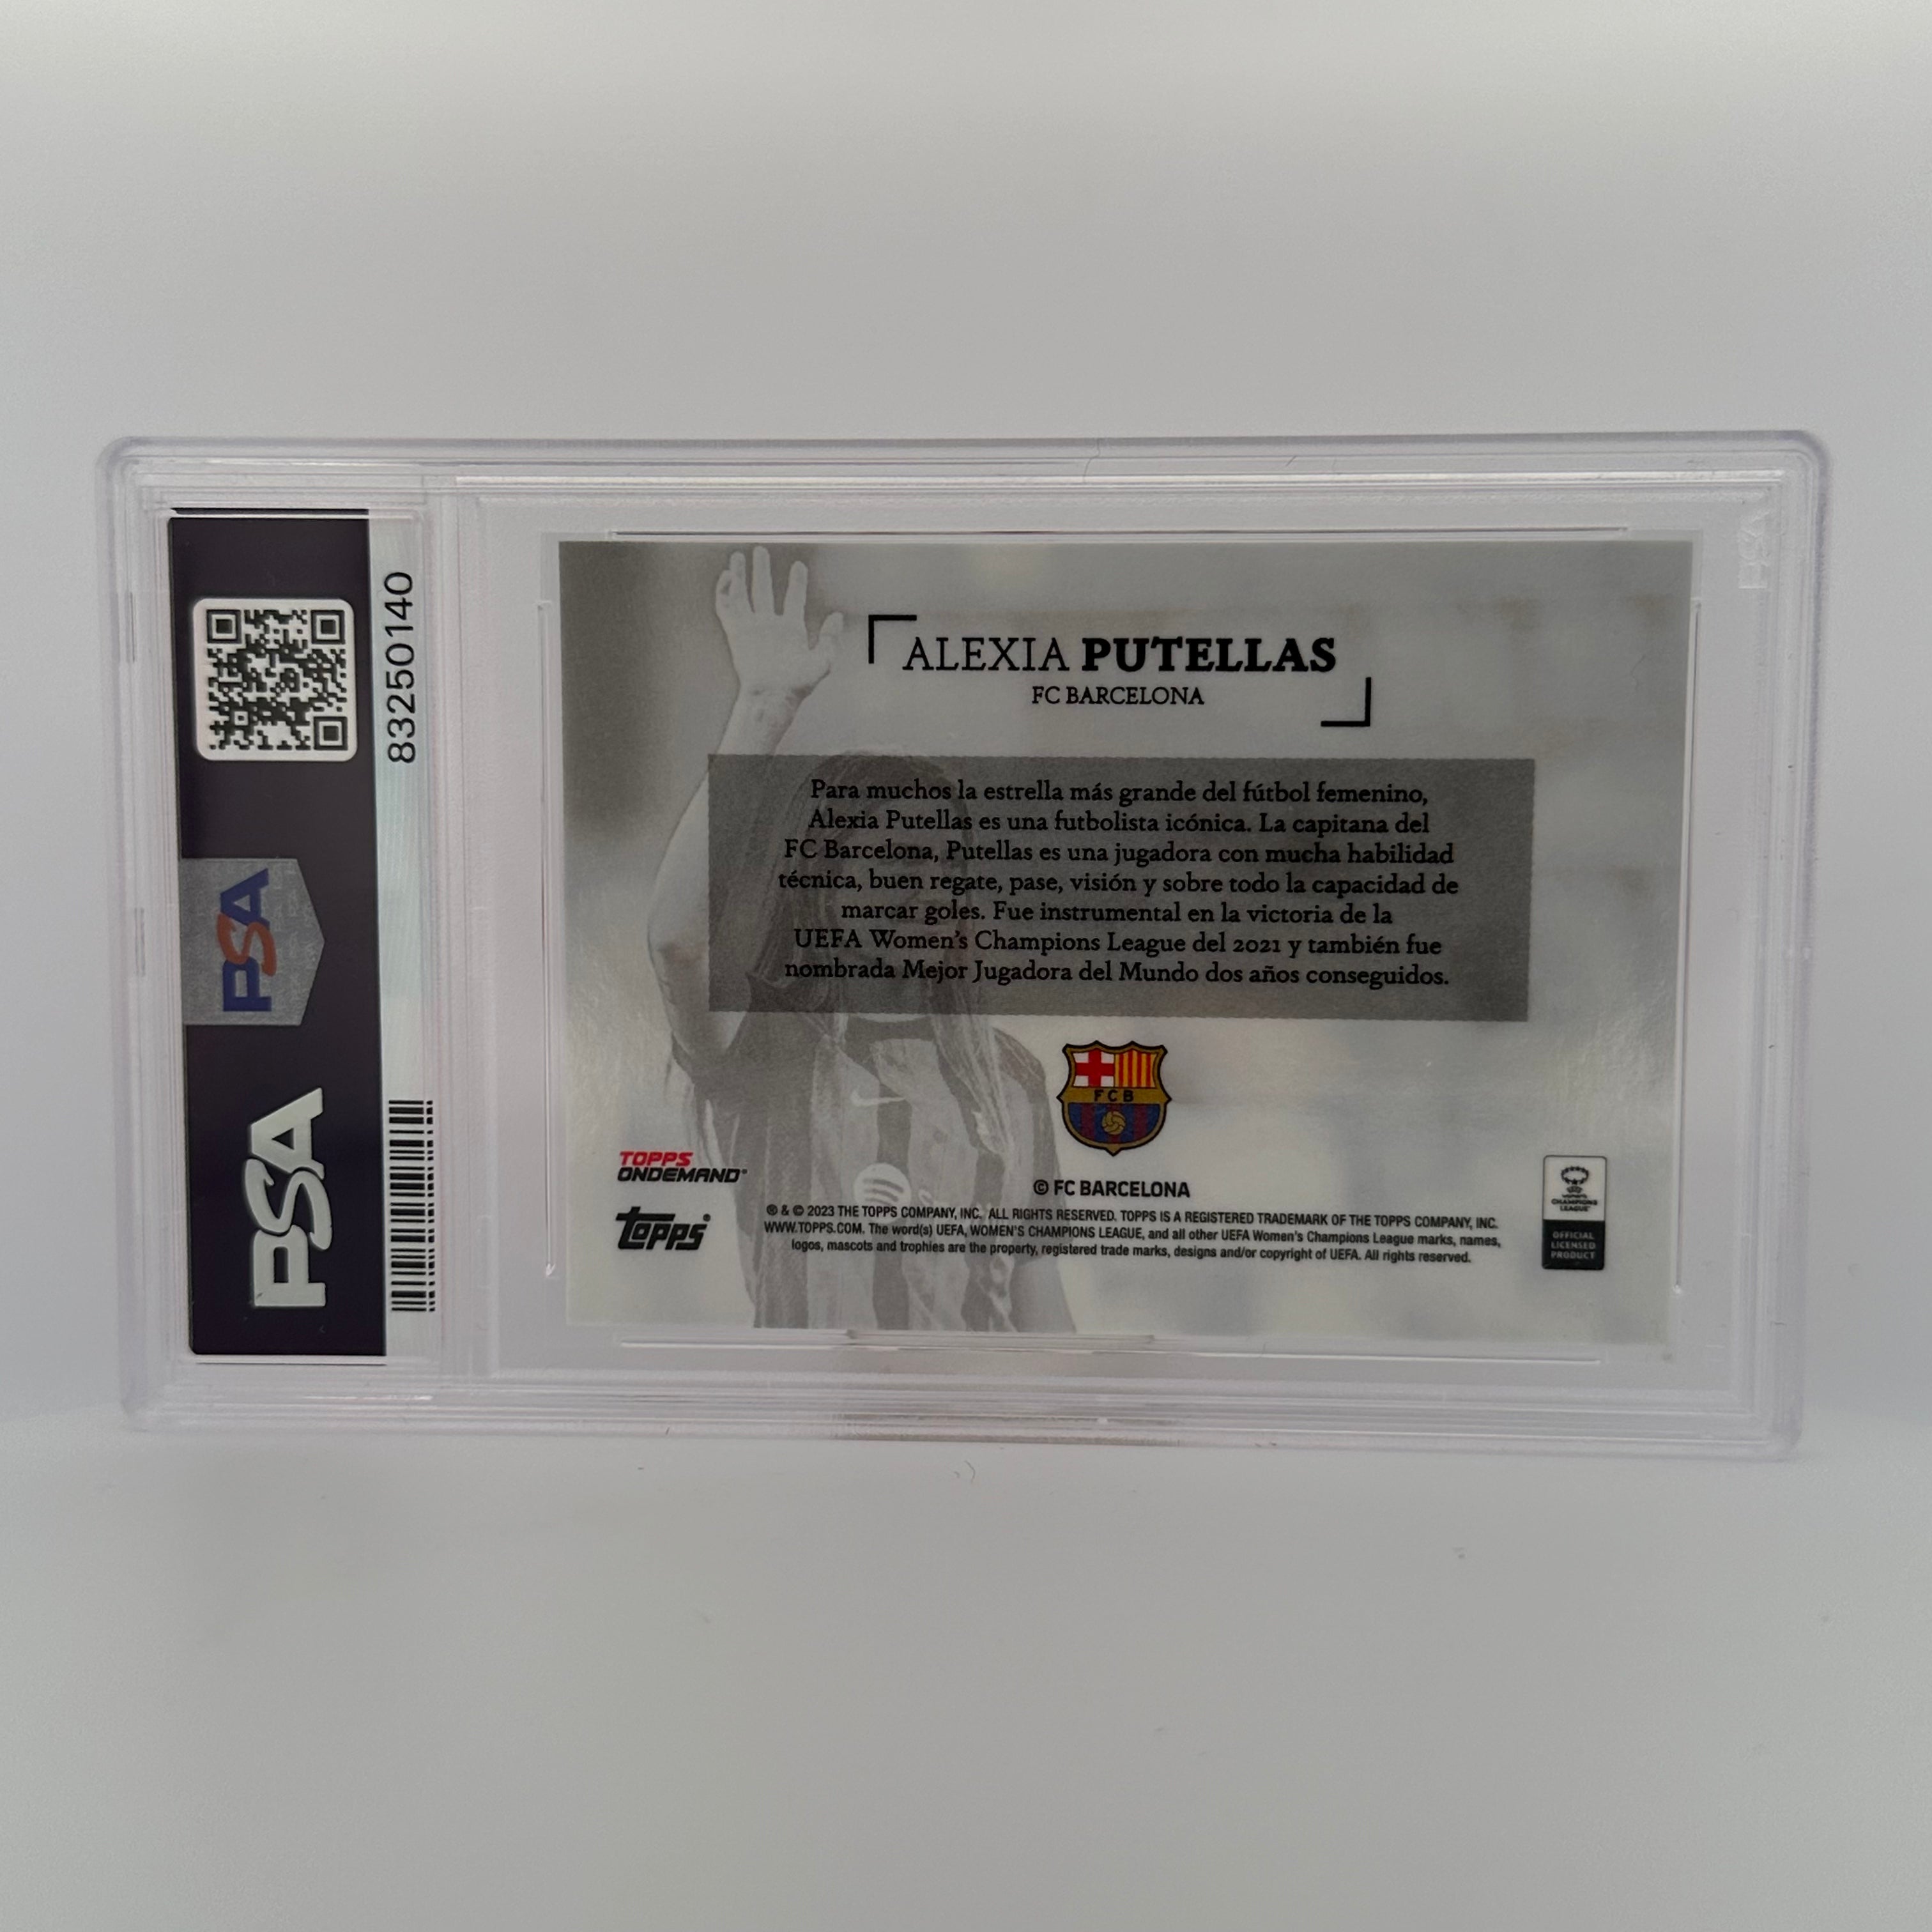 83250140
PSA
PSA
ALEXIA PUTELLAS
FC BARCELONA
Para muchos la estrella más grande del fútbol femenino,
Alexia Putellas es una futbolista icónica. La capitana del
FC Barcelona, Putellas es una jugadora con mucha habilidad
técnica, buen regate, pase, visión y sobre todo la capacidad de
marcar goles. Fue instrumental en la victoria de la
UEFA Women's Champions League del 2021 y también fue
nombrada Mejor Jugadora del Mundo dos años conseguidos.
FCB
TOPPS
ONDEMAND
topps
© FC BARCELONA
® & © 2023 THE TOPPS COMPANY, INC. ALL RIGHTS RESERVED. TOPPS IS A REGISTERED TRADEMARK OF THE TOPPS COMPANY, INC.
WWW.TOPPS.COM. The word(s) UEFA, WOMEN'S CHAMPIONS LEAGUE, and all other UEFA Women's Champions League marks, names,
logos, mascots and trophies are the property, registered trade marks, designs and/or copyright of UEFA. All rights reserved.
WOMEN'S
CHAMPIONS
LEAGUE
OFFICIAL
LICENSED
PRODUCT